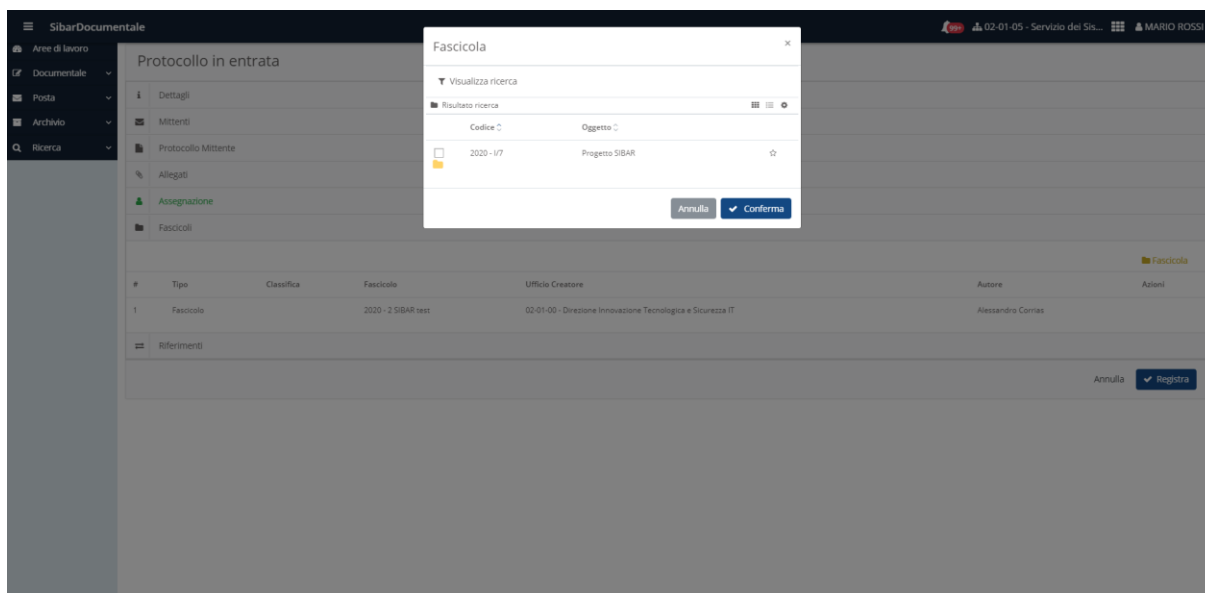 SibarDocumentale
99+ 02-01-05 - Servizio dei Sis... MARIO ROSSI
Aree di lavoro
Documentale
Posta
Archivio
Ricerca
Protocollo in entrata
Dettagli
Mittenti
Protocollo Mittente
Allegati
Assegnazione
Fascicoli
Fascicola
# Tipo Classifica Fascicolo Ufficio Creatore Autore Azioni
1 Fascicolo 2020 - 2 SIBAR test 02-01-00 - Direzione Innovazione Tecnologica e Sicurezza IT Alessandro Corrias
Riferimenti
Annulla Registra
Fascicola ×
Visualizza ricerca
Risultato ricerca
Codice Oggetto
2020 - I/7 Progetto SIBAR
Annulla Conferma